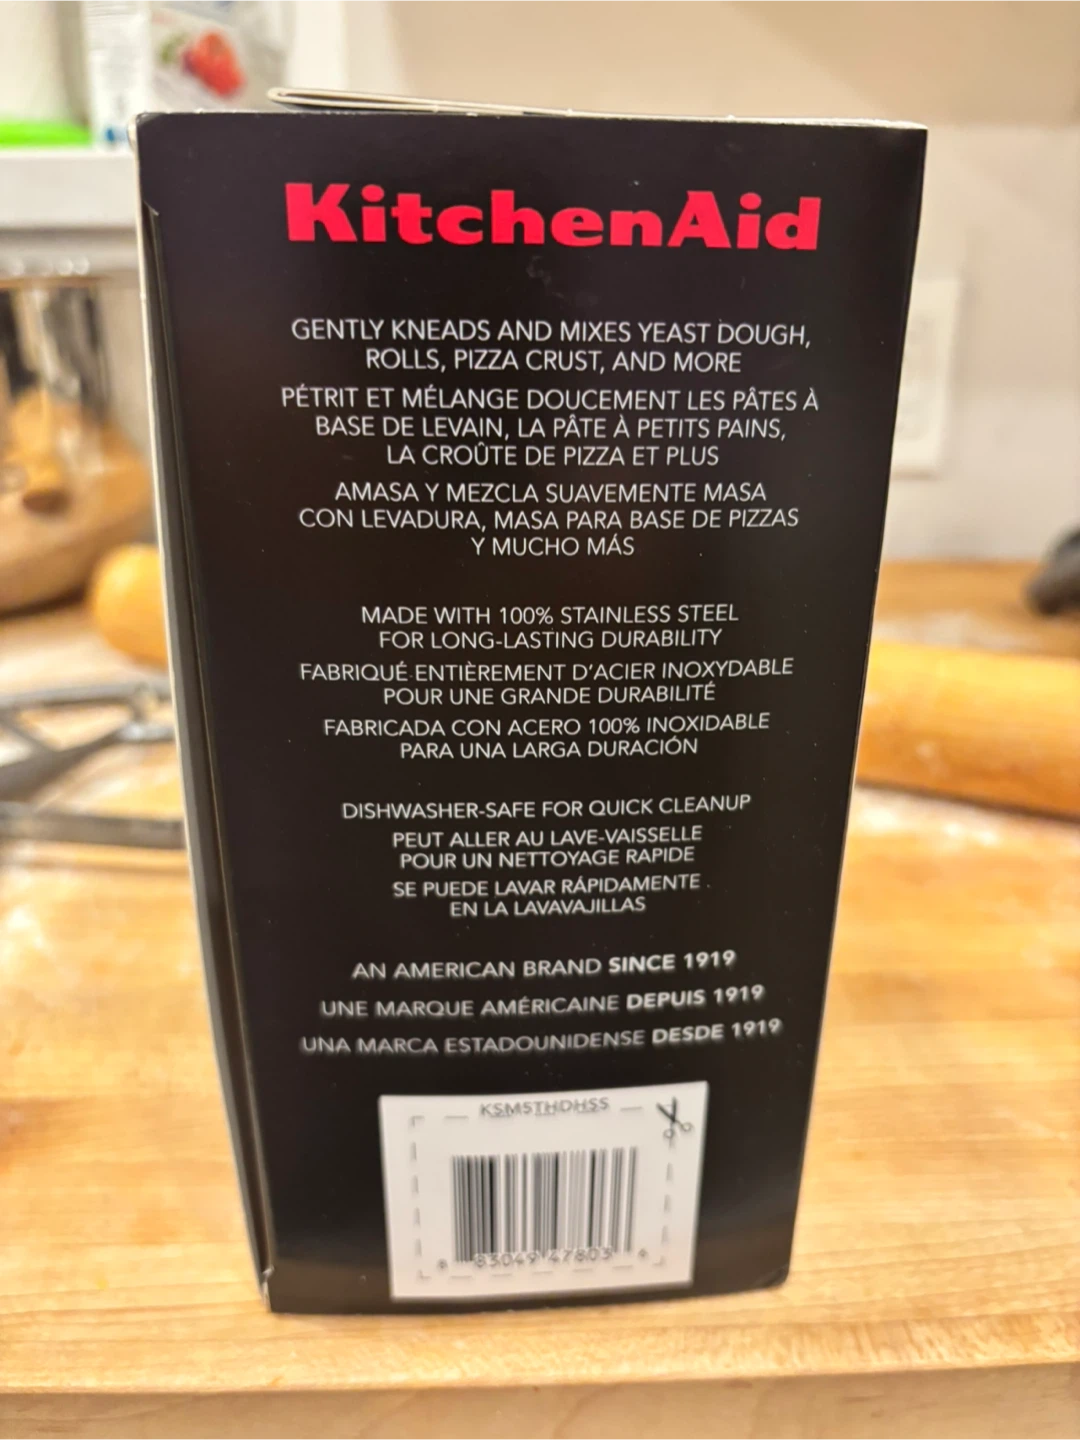 KitchenAid
GENTLY KNEADS AND MIXES YEAST DOUGH,
ROLLS, PIZZA CRUST, AND MORE
PÉTRIT ET MÉLANGE DOUCEMENT LES PÂTES À
BASE DE LEVAIN, LA PÂTE À PETITS PAINS,
LA CROÛTE DE PIZZA ET PLUS
AMASA Y MEZCLA SUAVEMENTE MASA
CON LEVADURA, MASA PARA BASE DE PIZZAS
Y MUCHO MÁS
MADE WITH 100% STAINLESS STEEL
FOR LONG-LASTING DURABILITY
FABRIQUÉ ENTIÈREMENT D'ACIER INOXYDABLE
POUR UNE GRANDE DURABILITÉ
FABRICADA CON ACERO 100% INOXIDABLE
PARA UNA LARGA DURACIÓN
DISHWASHER-SAFE FOR QUICK CLEANUP
PEUT ALLER AU LAVE-VAISSELLE
POUR UN NETTOYAGE RAPIDE
SE PUEDE LAVAR RÁPIDAMENTE
EN LA LAVAVAJILLAS
AN AMERICAN BRAND SINCE 1919
UNE MARQUE AMÉRICAINE DEPUIS 1919
UNA MARCA ESTADOUNIDENSE DESDE 1919
KSM5THDHSS
83049 47803